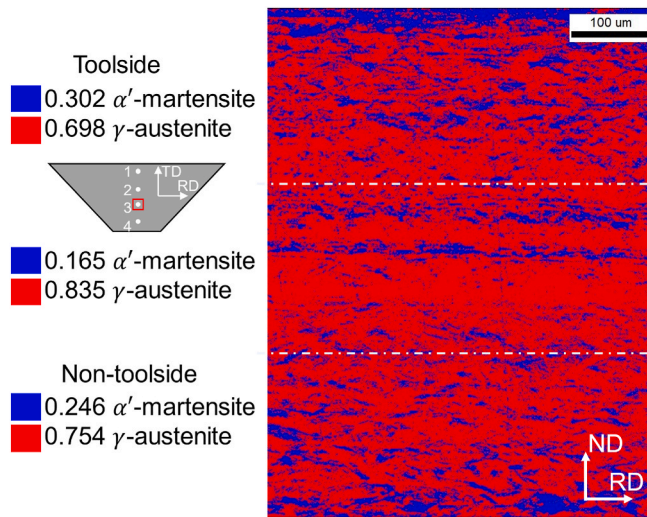 Toolside
0.302 α′-martensite
0.698 γ-austenite
1
TD
2
RD
3
4
0.165 α′-martensite
0.835 γ-austenite
Non-toolside
0.246 α′-martensite
0.754 γ-austenite
100 um
ND
RD